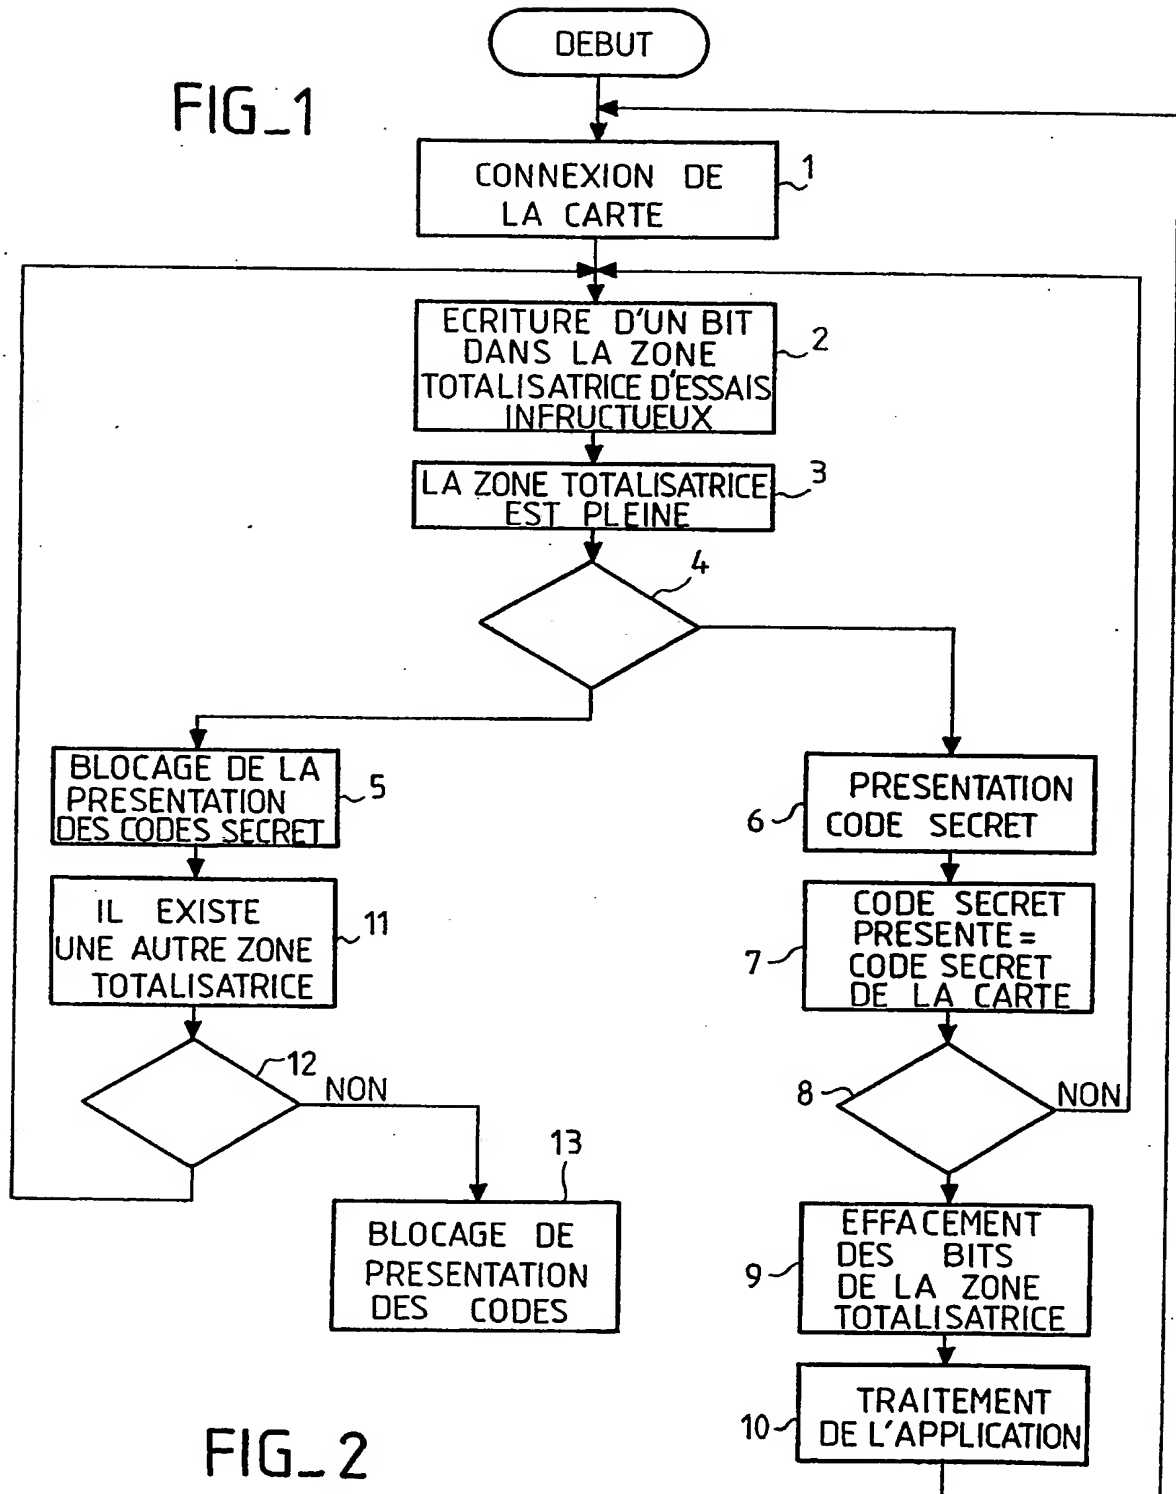 DEBUT
FIG_1
CONNEXION DE
LA CARTE
1
ECRITURE D'UN BIT
DANS LA ZONE
TOTALISATRICE D'ESSAIS
INFRUCTUEUX
2
LA ZONE TOTALISATRICE
EST PLEINE
3
4
BLOCAGE DE LA
PRESENTATION
DES CODES SECRET
5
PRESENTATION
CODE SECRET
6
IL EXISTE
UNE AUTRE ZONE
TOTALISATRICE
11
CODE SECRET
PRESENTE =
CODE SECRET
DE LA CARTE
7
12
NON
8
NON
13
BLOCAGE DE
PRESENTATION
DES CODES
EFFACEMENT
DES BITS
DE LA ZONE
TOTALISATRICE
9
TRAITEMENT
DE L'APPLICATION
10
FIG_2